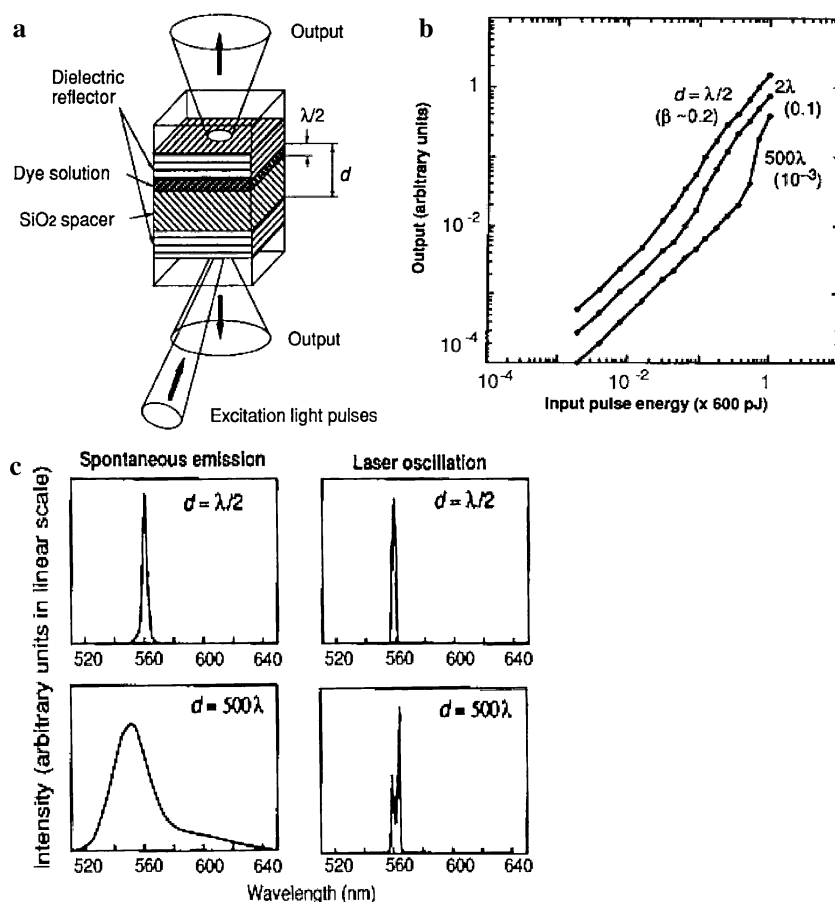 a
Output
Dielectric
reflector
λ/2
Dye solution
d
SiO2 spacer
Output
Excitation light pulses
b
Output (arbitrary units)
1
10⁻²
10⁻⁴
d = λ/2
(β ~0.2)
2λ
(0.1)
500λ
(10⁻³)
10⁻⁴
10⁻²
1
Input pulse energy (x 600 pJ)
c
Intensity (arbitrary units in linear scale)
Spontaneous emission
Laser oscillation
d = λ/2
d = λ/2
520 560 600 640
520 560 600 640
d = 500λ
d = 500λ
520 560 600 640
520 560 600 640
Wavelength (nm)